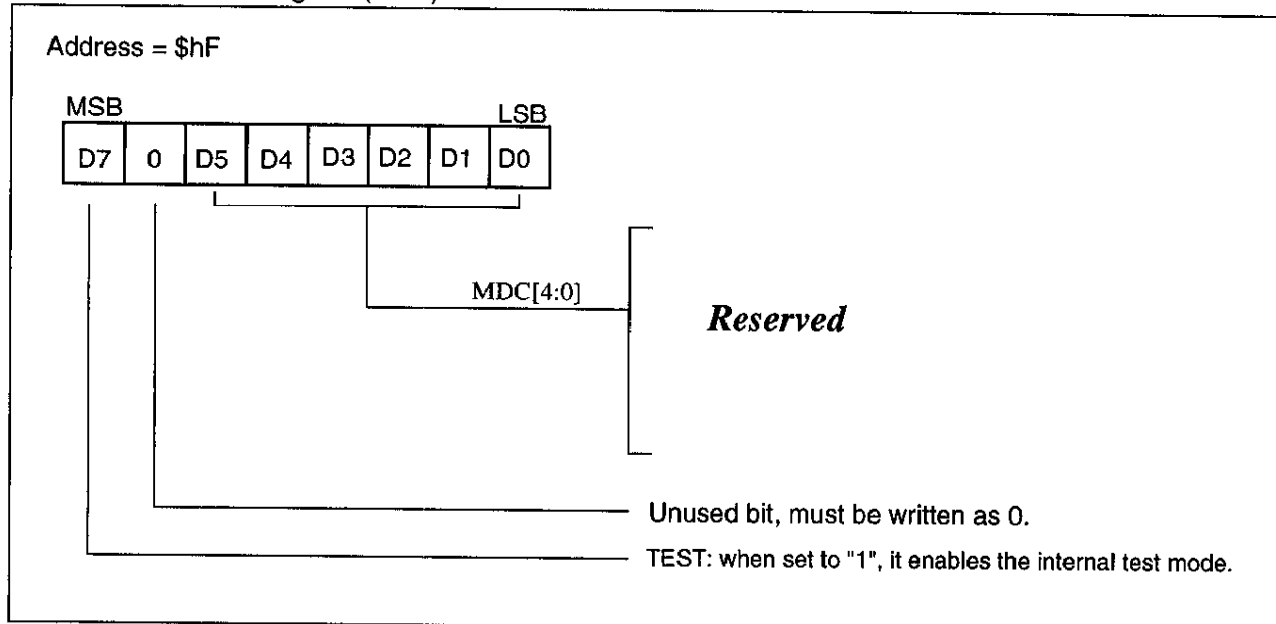 Address = $hF
MSB
LSB
D7 0 D5 D4 D3 D2 D1 D0
MDC[4:0]
Reserved
Unused bit, must be written as 0.
TEST: when set to "1", it enables the internal test mode.